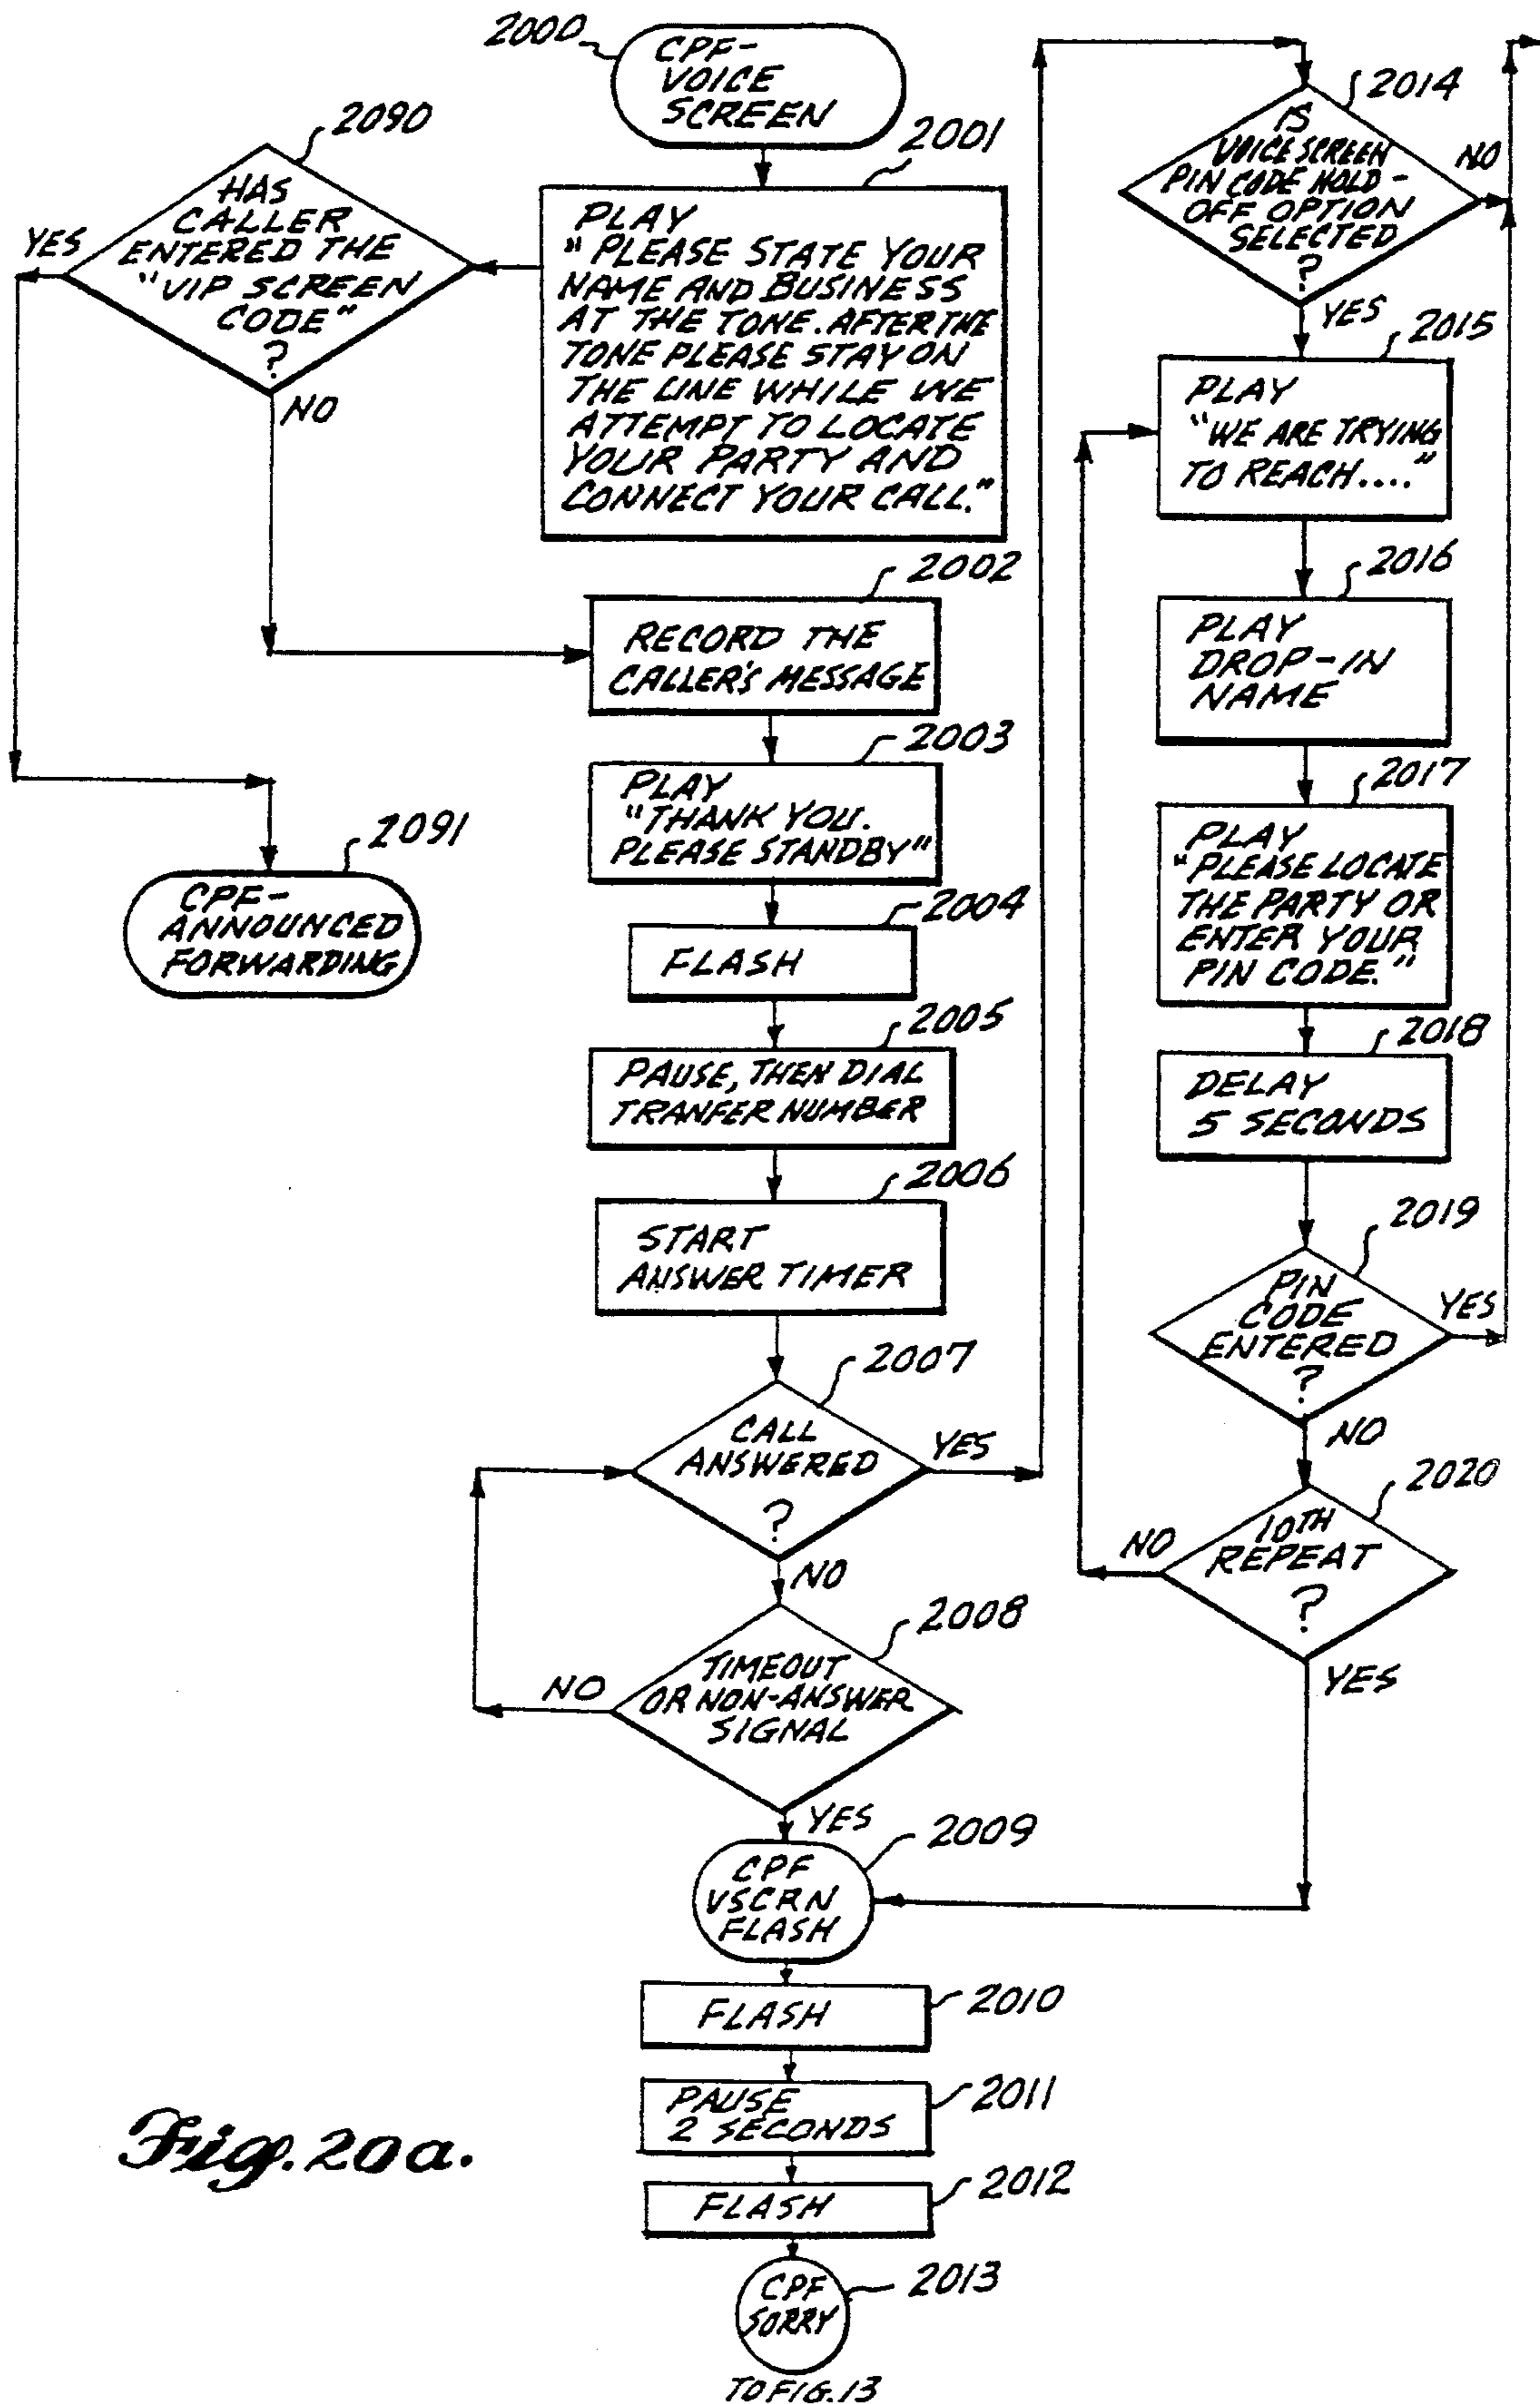 2000
CPF-
VOICE
SCREEN
2001
PLAY
"PLEASE STATE YOUR
NAME AND BUSINESS
AT THE TONE. AFTER THE
TONE PLEASE STAY ON
THE LINE WHILE WE
ATTEMPT TO LOCATE
YOUR PARTY AND
CONNECT YOUR CALL."
2090
HAS
CALLER
ENTERED THE
"VIP SCREEN
CODE"
?
YES
NO
2091
CPF-
ANNOUNCED
FORWARDING
2002
RECORD THE
CALLER'S MESSAGE
2003
PLAY
"THANK YOU.
PLEASE STANDBY"
2004
FLASH
2005
PAUSE, THEN DIAL
TRANFER NUMBER
2006
START
ANSWER TIMER
2007
CALL
ANSWERED
?
YES
NO
2008
TIMEOUT
OR NON-ANSWER
SIGNAL
NO
YES
2009
CPF
VSCRN
FLASH
2010
FLASH
2011
PAUSE
2 SECONDS
2012
FLASH
2013
CPF
SORRY
TO FIG. 13
2014
IS
VOICE SCREEN
PIN CODE HOLD-
OFF OPTION
SELECTED
?
NO
YES
2015
PLAY
"WE ARE TRYING
TO REACH...."
2016
PLAY
DROP-IN
NAME
2017
PLAY
"PLEASE LOCATE
THE PARTY OR
ENTER YOUR
PIN CODE."
2018
DELAY
5 SECONDS
2019
PIN
CODE
ENTERED
?
YES
NO
2020
10TH
REPEAT
?
NO
YES
Fig. 20a.